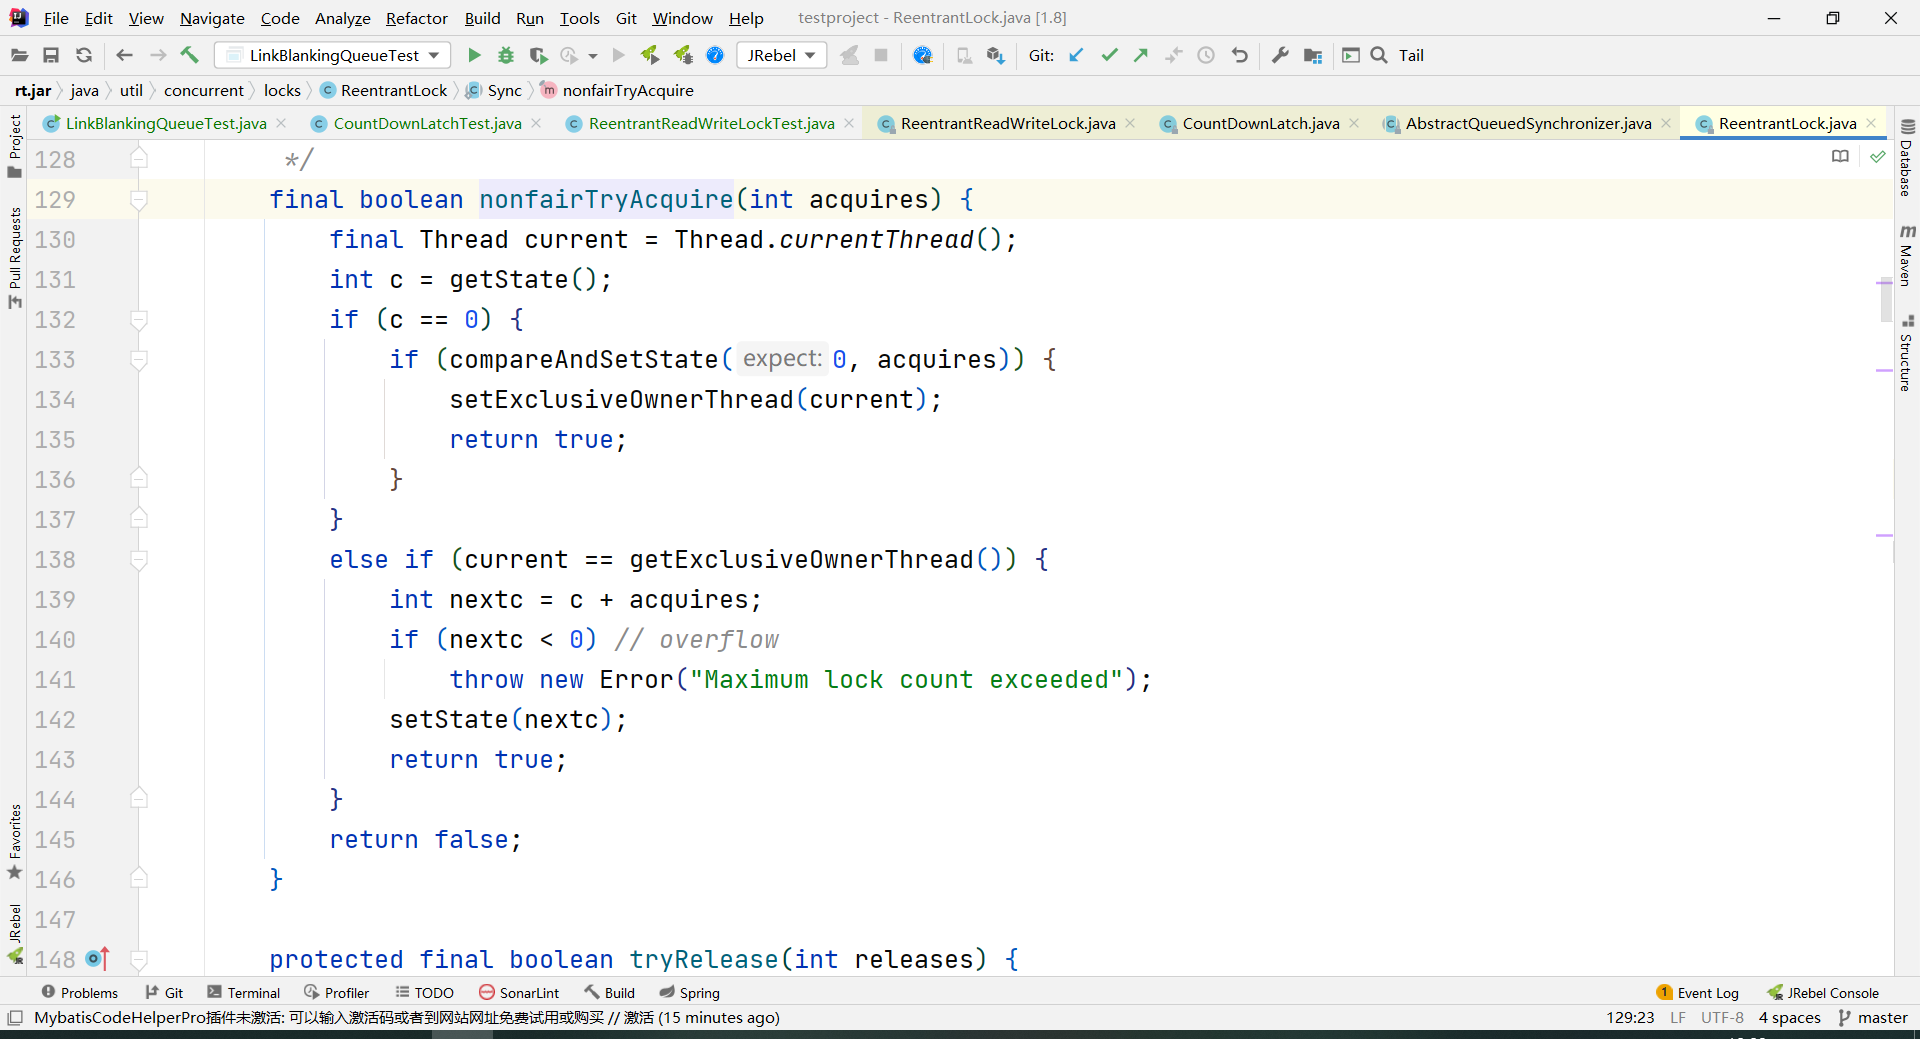 File Edit View Navigate Code Analyze Refactor Build Run Tools Git Window Help testproject - ReentrantLock.java [1.8]
LinkBlankingQueueTest JRebel Git: Tail
rt.jar java util concurrent locks ReentrantLock Sync nonfairTryAcquire
LinkBlankingQueueTest.java CountDownLatchTest.java ReentrantReadWriteLockTest.java ReentrantReadWriteLock.java CountDownLatch.java AbstractQueuedSynchronizer.java ReentrantLock.java
Project
Pull Requests
Favorites
JRebel
128 */
129 final boolean nonfairTryAcquire(int acquires) {
130 final Thread current = Thread.currentThread();
131 int c = getState();
132 if (c == 0) {
133 if (compareAndSetState( expect: 0, acquires)) {
134 setExclusiveOwnerThread(current);
135 return true;
136 }
137 }
138 else if (current == getExclusiveOwnerThread()) {
139 int nextc = c + acquires;
140 if (nextc < 0) // overflow
141 throw new Error("Maximum lock count exceeded");
142 setState(nextc);
143 return true;
144 }
145 return false;
146 }
147
148 protected final boolean tryRelease(int releases) {
Database
Maven
Structure
Problems Git Terminal Profiler TODO SonarLint Build Spring 1 Event Log JRebel Console
MybatisCodeHelperPro插件未激活: 可以输入激活码或者到网站网址免费试用或购买 // 激活 (15 minutes ago) 129:23 LF UTF-8 4 spaces master